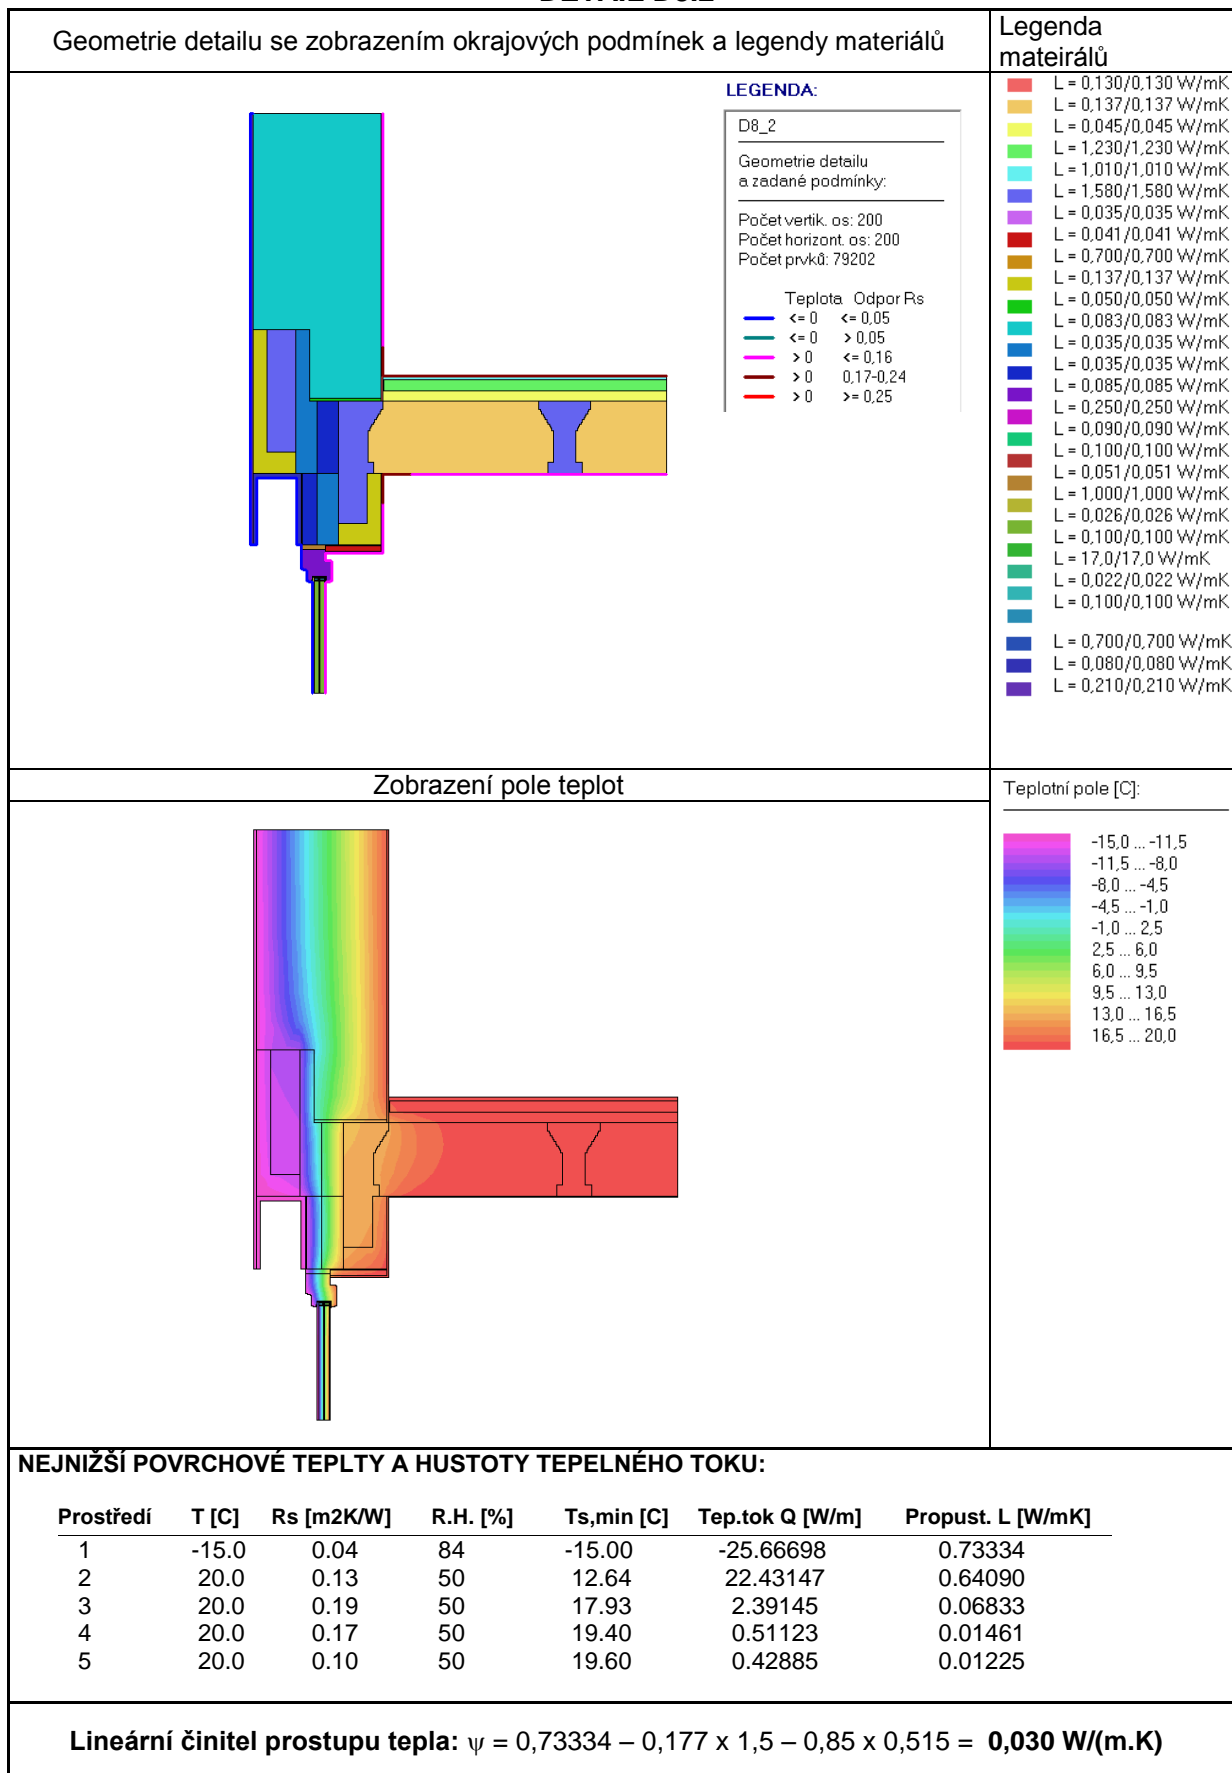 Geometrie detailu se zobrazením okrajových podmínek a legendy materiálů
Legenda
mateirálů
LEGENDA:
D8_2
Geometrie detailu
a zadané podmínky:
Počet vertik. os: 200
Počet horizont. os: 200
Počet prvků: 79202
Teplota Odpor Rs
<= 0 <= 0,05
<= 0 > 0,05
> 0 <= 0,16
> 0 0,17-0,24
> 0 >= 0,25
L = 0,130/0,130 W/mK
L = 0,137/0,137 W/mK
L = 0,045/0,045 W/mK
L = 1,230/1,230 W/mK
L = 1,010/1,010 W/mK
L = 1,580/1,580 W/mK
L = 0,035/0,035 W/mK
L = 0,041/0,041 W/mK
L = 0,700/0,700 W/mK
L = 0,137/0,137 W/mK
L = 0,050/0,050 W/mK
L = 0,083/0,083 W/mK
L = 0,035/0,035 W/mK
L = 0,035/0,035 W/mK
L = 0,085/0,085 W/mK
L = 0,250/0,250 W/mK
L = 0,090/0,090 W/mK
L = 0,100/0,100 W/mK
L = 0,051/0,051 W/mK
L = 1,000/1,000 W/mK
L = 0,026/0,026 W/mK
L = 0,100/0,100 W/mK
L = 17,0/17,0 W/mK
L = 0,022/0,022 W/mK
L = 0,100/0,100 W/mK
L = 0,700/0,700 W/mK
L = 0,080/0,080 W/mK
L = 0,210/0,210 W/mK
Zobrazení pole teplot
Teplotní pole [C]:
-15,0 ... -11,5
-11,5 ... -8,0
-8,0 ... -4,5
-4,5 ... -1,0
-1,0 ... 2,5
2,5 ... 6,0
6,0 ... 9,5
9,5 ... 13,0
13,0 ... 16,5
16,5 ... 20,0
NEJNIŽŠÍ POVRCHOVÉ TEPLTY A HUSTOTY TEPELNÉHO TOKU:
Prostředí T [C] Rs [m2K/W] R.H. [%] Ts,min [C] Tep.tok Q [W/m] Propust. L [W/mK]
1 -15.0 0.04 84 -15.00 -25.66698 0.73334
2 20.0 0.13 50 12.64 22.43147 0.64090
3 20.0 0.19 50 17.93 2.39145 0.06833
4 20.0 0.17 50 19.40 0.51123 0.01461
5 20.0 0.10 50 19.60 0.42885 0.01225
Lineární činitel prostupu tepla: ψ = 0,73334 – 0,177 x 1,5 – 0,85 x 0,515 = 0,030 W/(m.K)